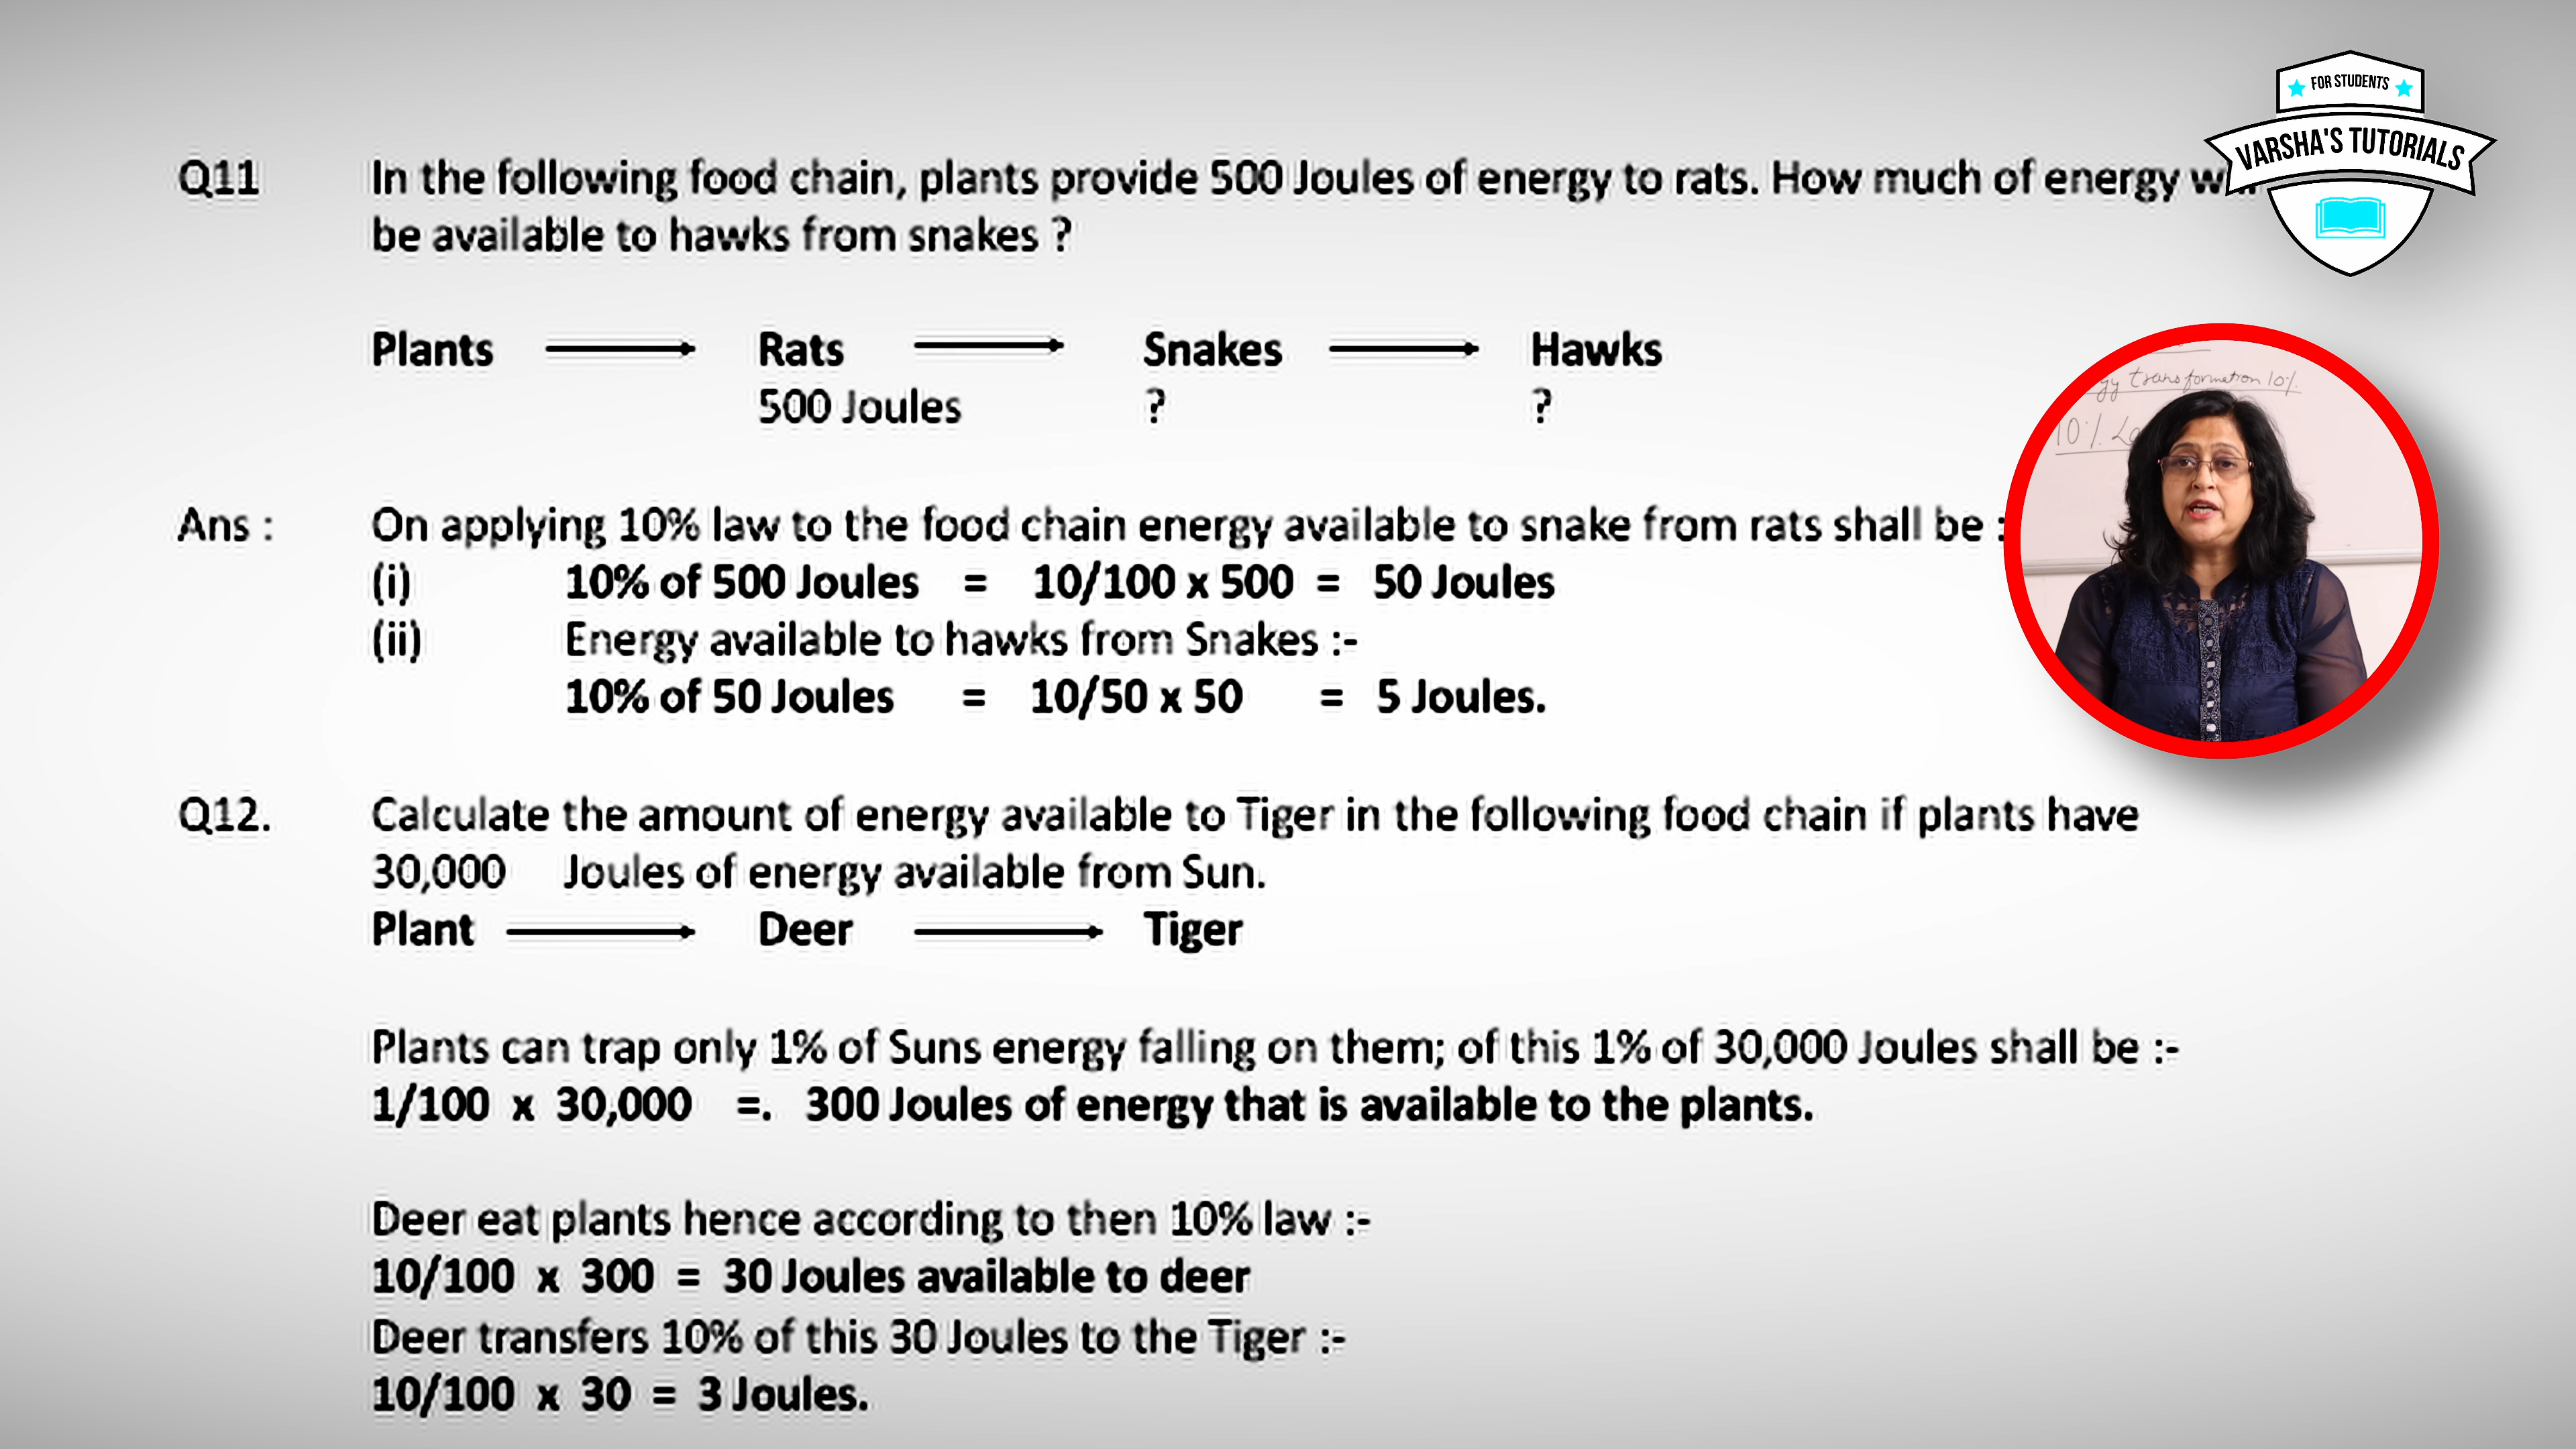 FOR STUDENTS
VARSHA'S TUTORIALS
Q11 In the following food chain, plants provide 500 Joules of energy to rats. How much of energy
be available to hawks from snakes ?
Plants Rats Snakes Hawks
500 Joules ? ?
transformation 10%
10%
Ans : On applying 10% law to the food chain energy available to snake from rats shall be :
(i) 10% of 500 Joules = 10/100 x 500 = 50 Joules
(ii) Energy available to hawks from Snakes :-
10% of 50 Joules = 10/50 x 50 = 5 Joules.
Q12. Calculate the amount of energy available to Tiger in the following food chain if plants have
30,000 Joules of energy available from Sun.
Plant Deer Tiger
Plants can trap only 1% of Suns energy falling on them; of this 1% of 30,000 Joules shall be :-
1/100 x 30,000 =. 300 Joules of energy that is available to the plants.
Deer eat plants hence according to then 10% law :-
10/100 x 300 = 30 Joules available to deer
Deer transfers 10% of this 30 Joules to the Tiger :-
10/100 x 30 = 3 Joules.